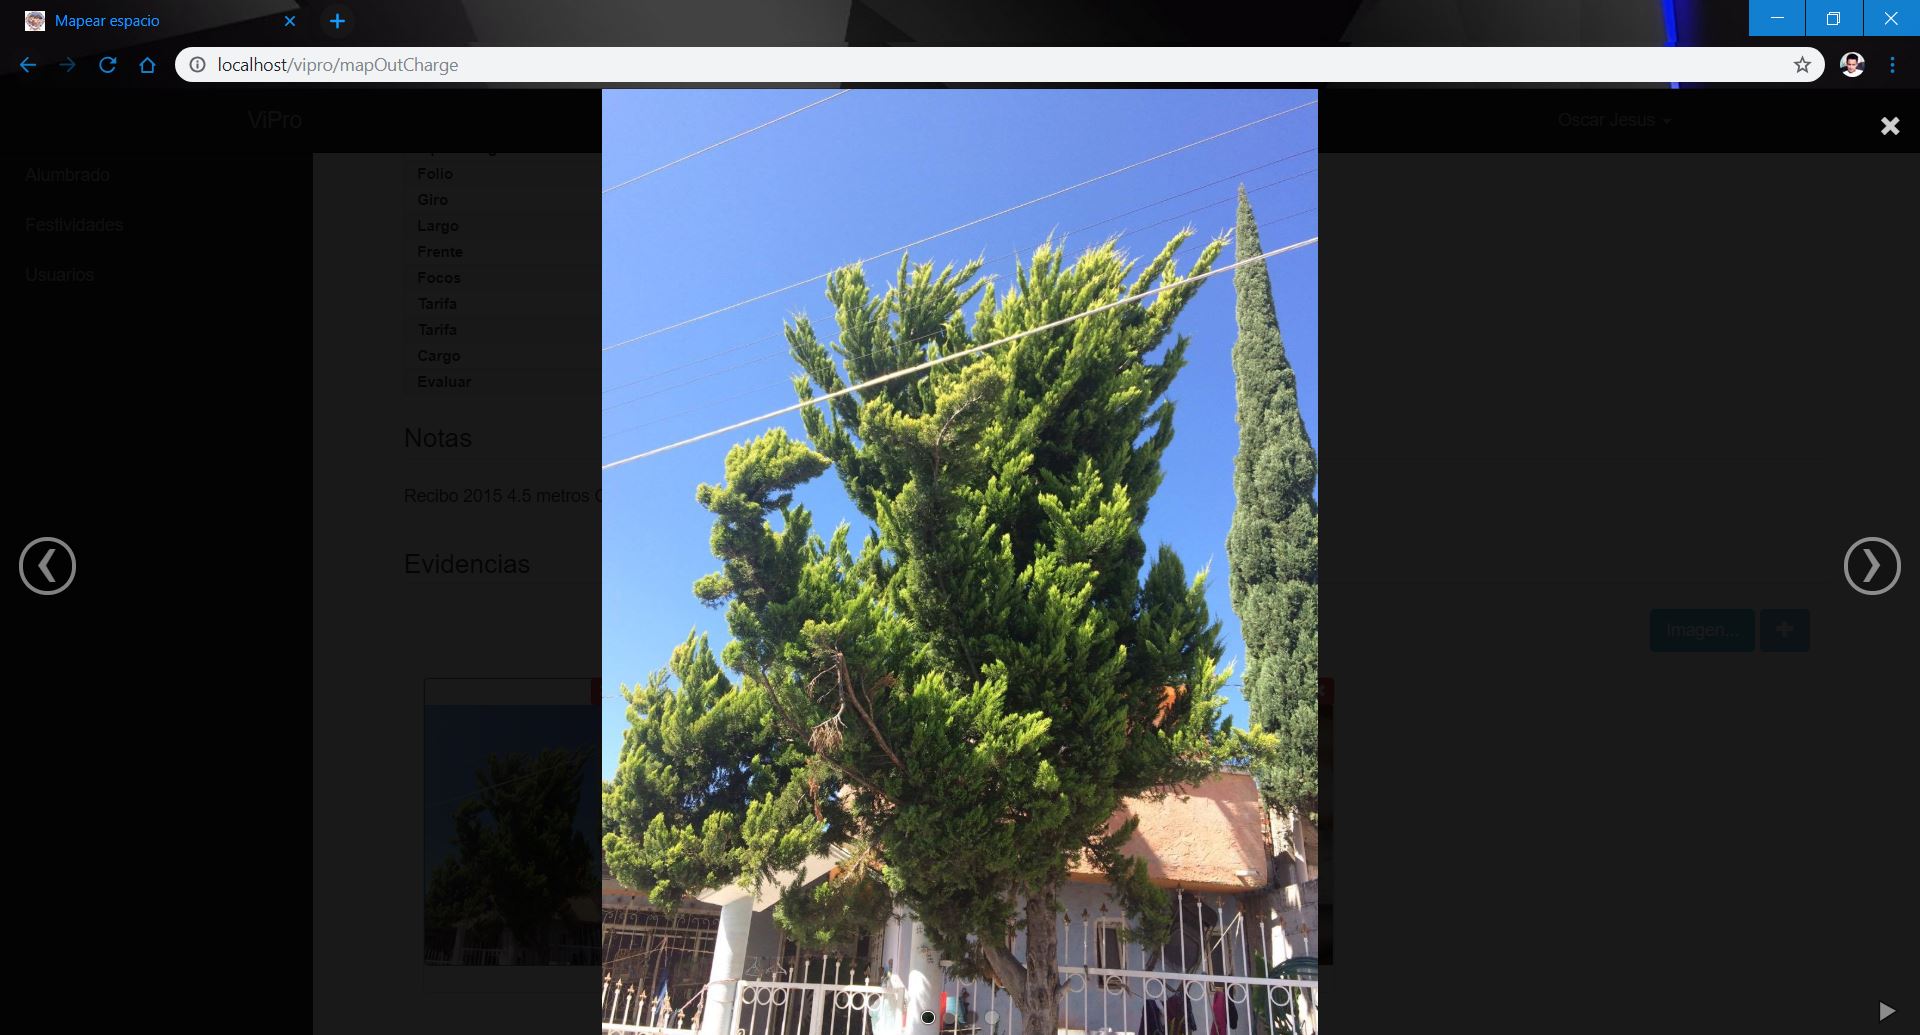 Mapear espacio
localhost/vipro/mapOutCharge
ViPro
Oscar Jesus
Alumbrado
Festividades
Usuarios
Folio
Giro
Largo
Frente
Focos
Tarifa
Tarifa
Cargo
Evaluar
Notas
Recibo 2015 4.5 metros
Evidencias
Imagen...